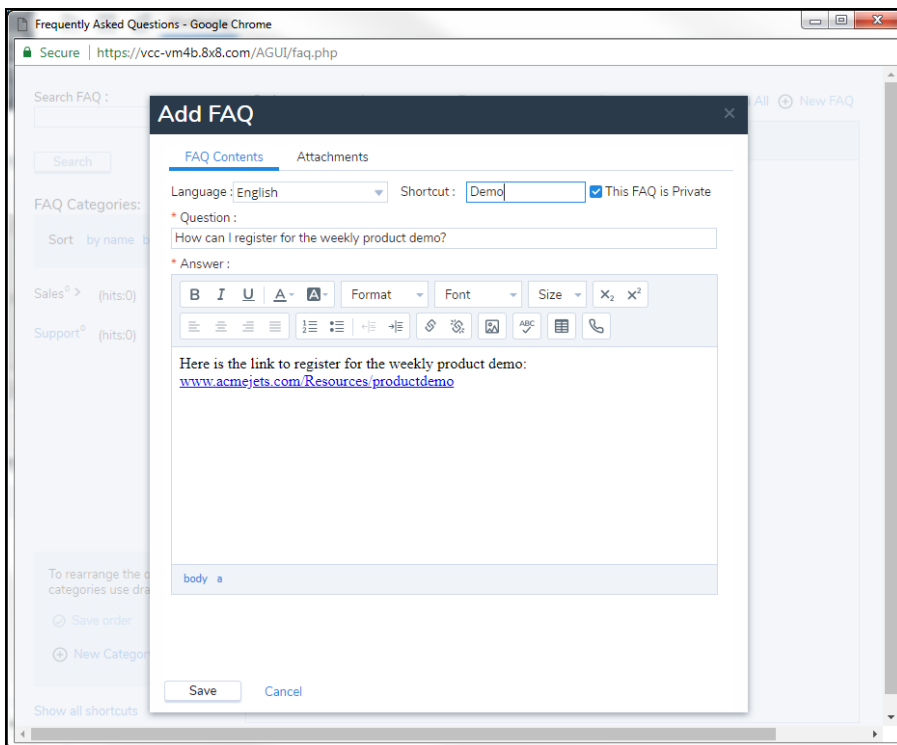 Frequently Asked Questions - Google Chrome
Secure | https://vcc-vm4b.8x8.com/AGUI/faq.php
Search FAQ :
All New FAQ
Search
FAQ Categories:
Sort by name b
Sales0 > (hits:0)
Support0 (hits:0)
To rearrange the o
categories use dra
Save order
New Categor
Show all shortcuts
Add FAQ
FAQ Contents Attachments
Language : English Shortcut : Demo This FAQ is Private
* Question :
How can I register for the weekly product demo?
* Answer :
B I U A A Format Font Size X2 X2
ABC
Here is the link to register for the weekly product demo:
www.acmejets.com/Resources/productdemo
body a
Save Cancel